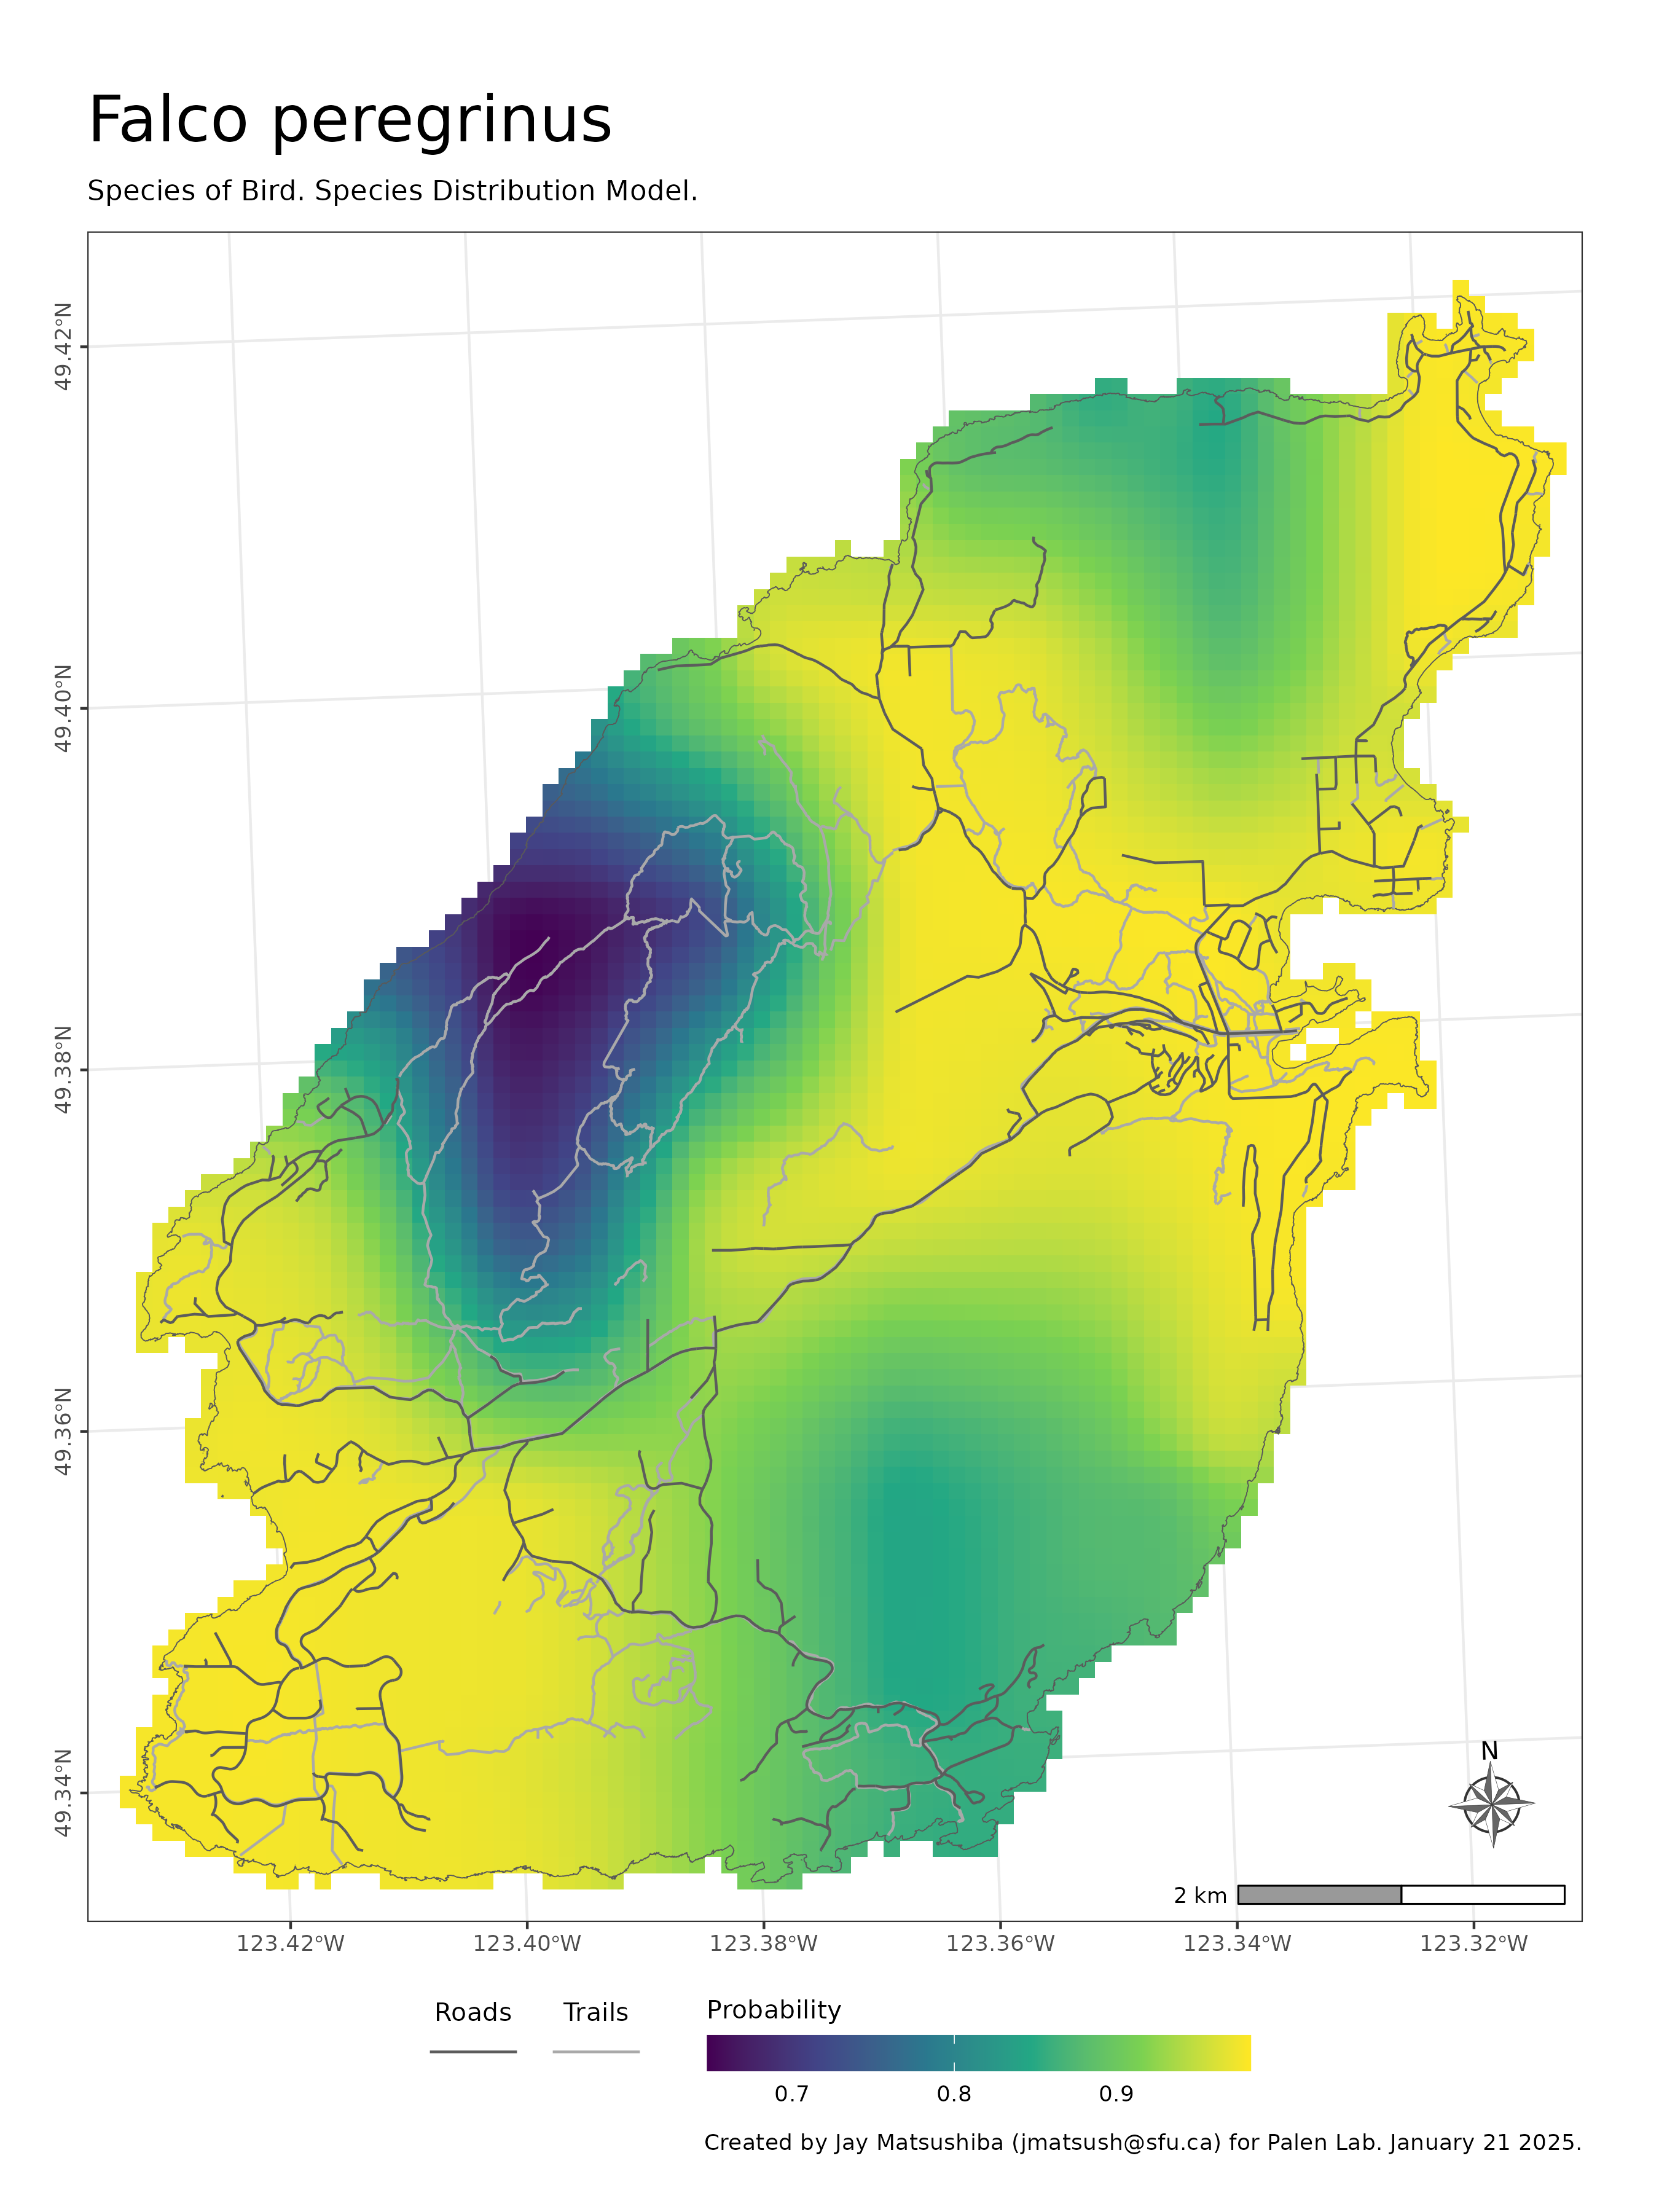 Falco peregrinus
Species of Bird. Species Distribution Model.
49.42°N
49.40°N
49.38°N
49.36°N
49.34°N
N
2 km
123.42°W 123.40°W 123.38°W 123.36°W 123.34°W 123.32°W
Roads Trails Probability
0.7 0.8 0.9
Created by Jay Matsushiba (jmatsush@sfu.ca) for Palen Lab. January 21 2025.